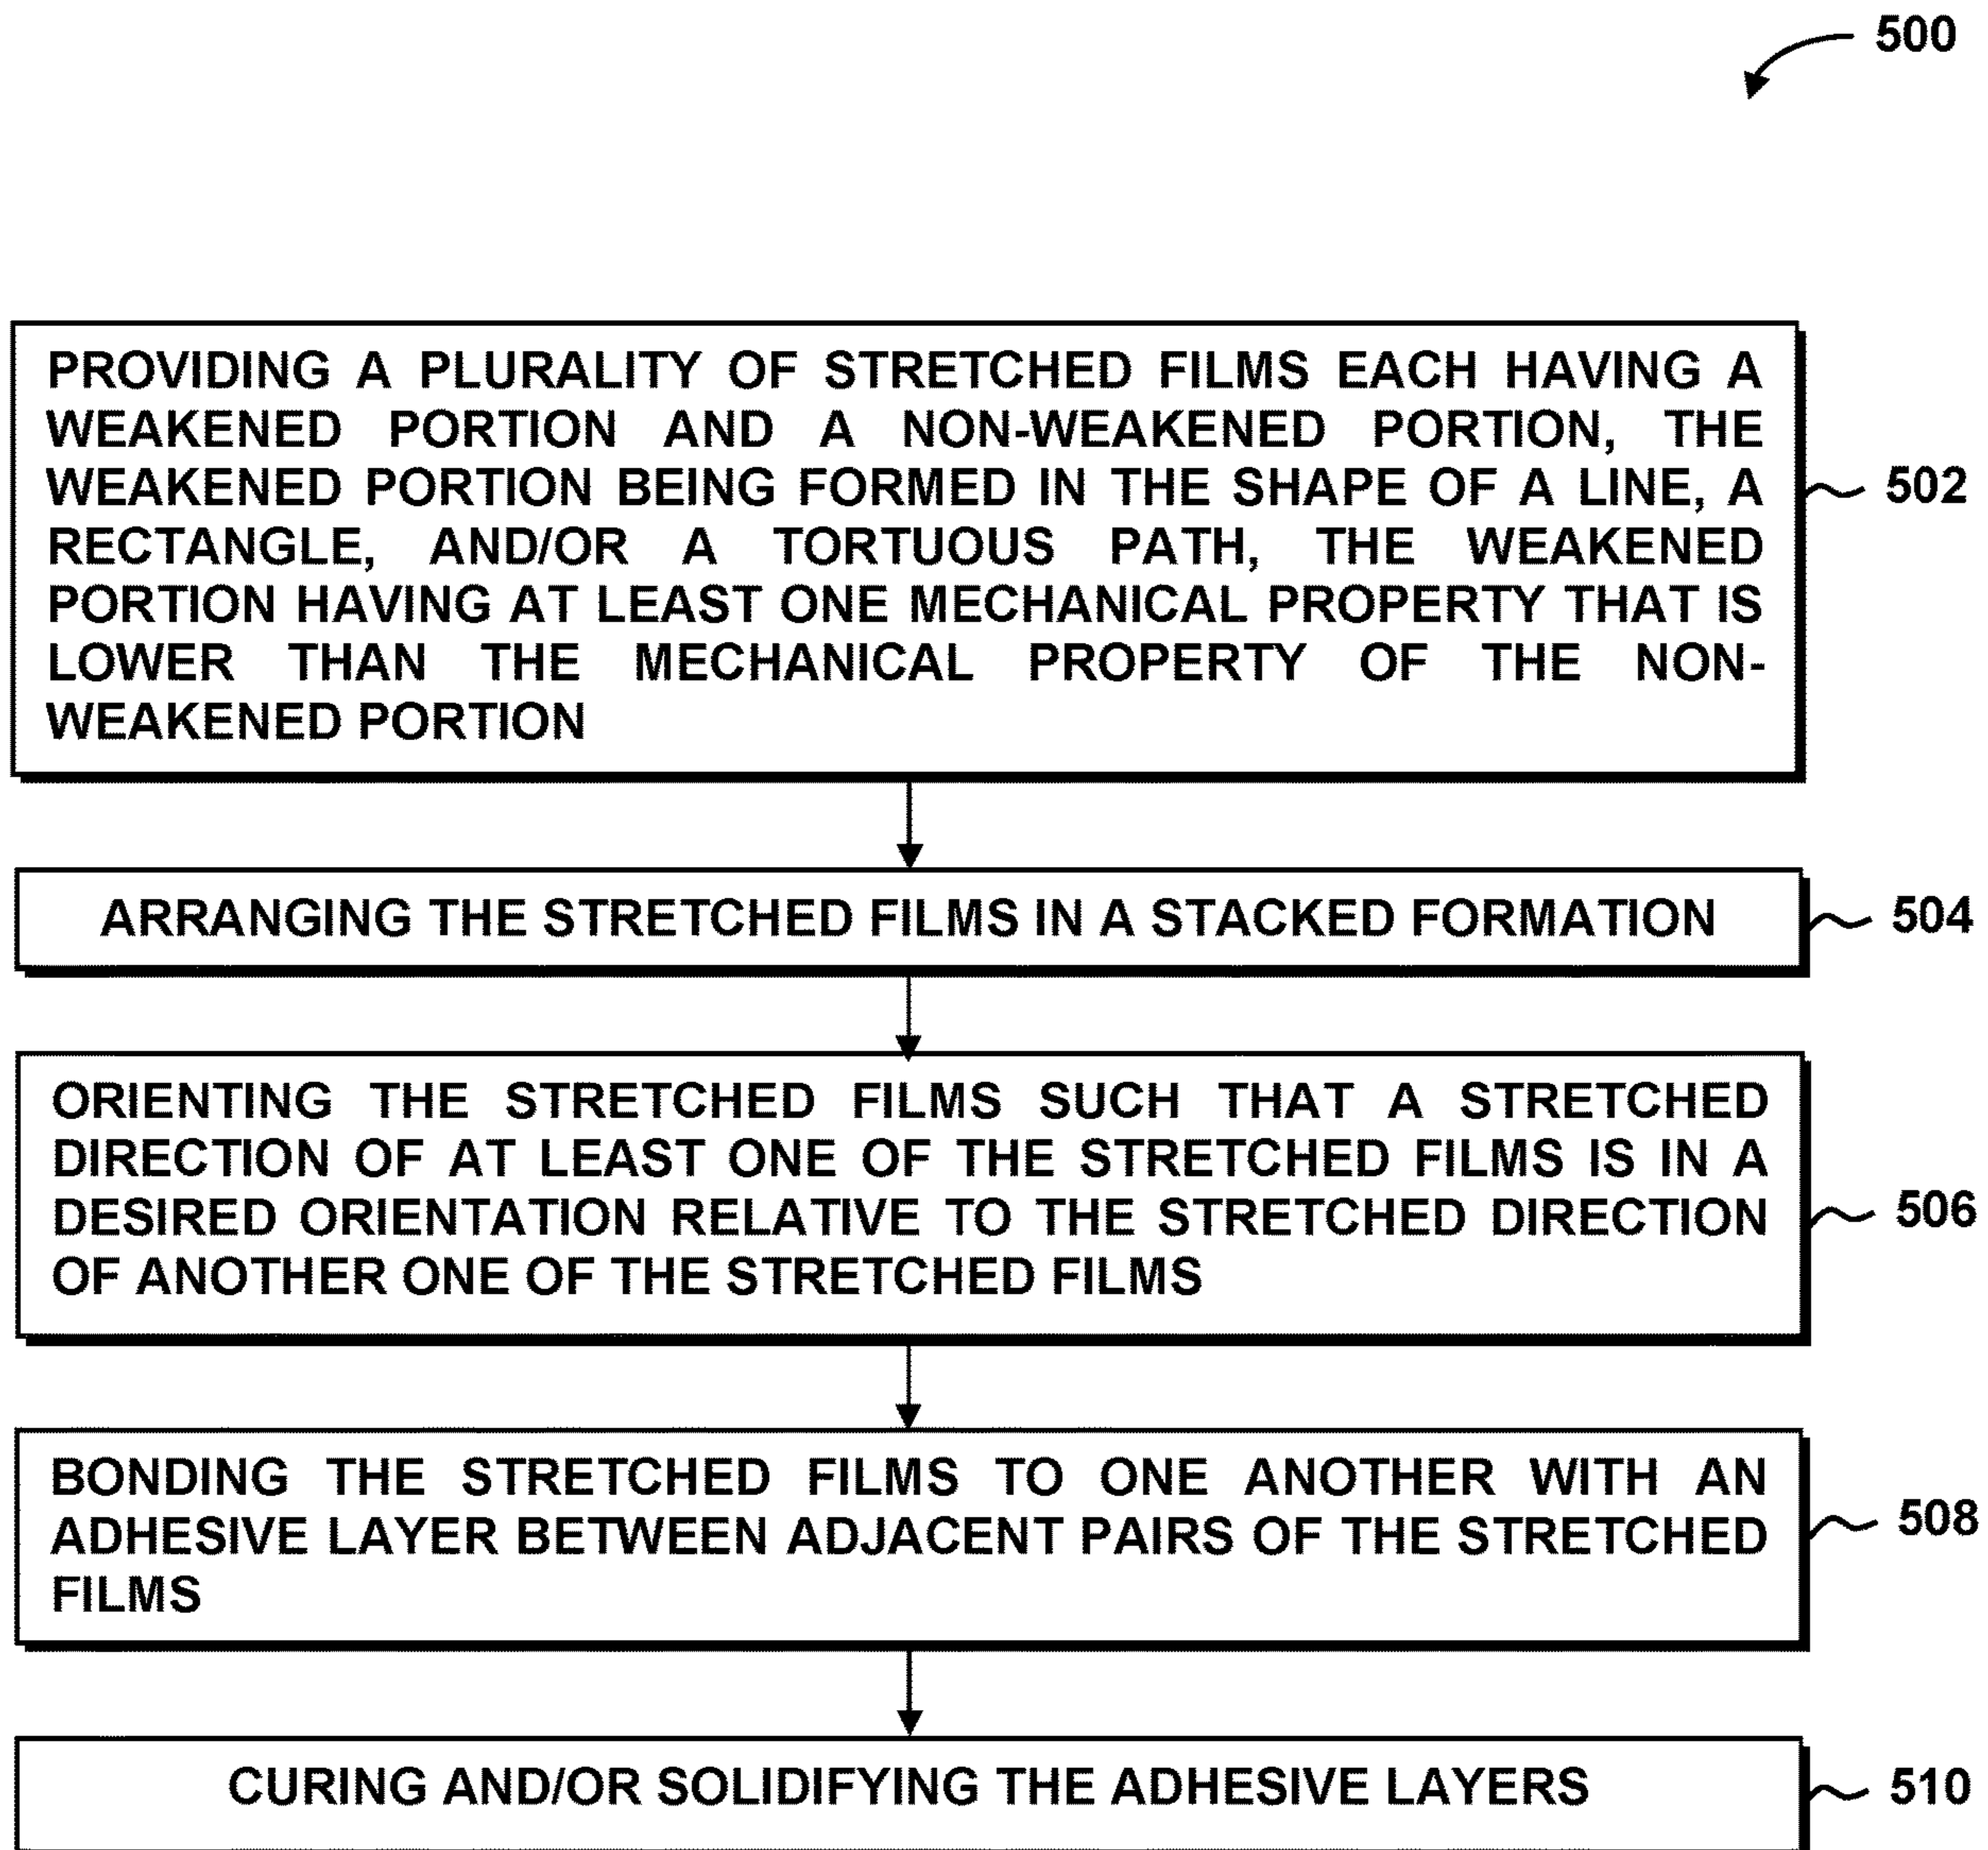 500
PROVIDING A PLURALITY OF STRETCHED FILMS EACH HAVING A
WEAKENED PORTION AND A NON-WEAKENED PORTION, THE
WEAKENED PORTION BEING FORMED IN THE SHAPE OF A LINE, A
RECTANGLE, AND/OR A TORTUOUS PATH, THE WEAKENED
PORTION HAVING AT LEAST ONE MECHANICAL PROPERTY THAT IS
LOWER THAN THE MECHANICAL PROPERTY OF THE NON-
WEAKENED PORTION
502
ARRANGING THE STRETCHED FILMS IN A STACKED FORMATION
504
ORIENTING THE STRETCHED FILMS SUCH THAT A STRETCHED
DIRECTION OF AT LEAST ONE OF THE STRETCHED FILMS IS IN A
DESIRED ORIENTATION RELATIVE TO THE STRETCHED DIRECTION
OF ANOTHER ONE OF THE STRETCHED FILMS
506
BONDING THE STRETCHED FILMS TO ONE ANOTHER WITH AN
ADHESIVE LAYER BETWEEN ADJACENT PAIRS OF THE STRETCHED
FILMS
508
CURING AND/OR SOLIDIFYING THE ADHESIVE LAYERS
510